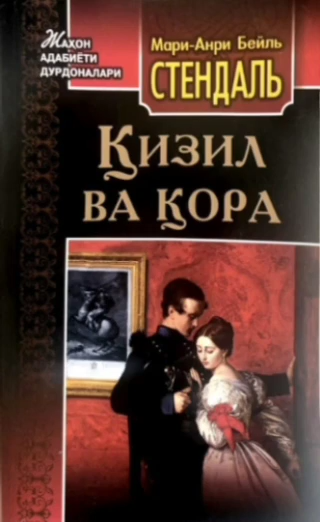 Жаҳон
адабиёти
дурдоналари
Мари-Анри Бейль
СТЕНДАЛЬ
Қизил
ва қора